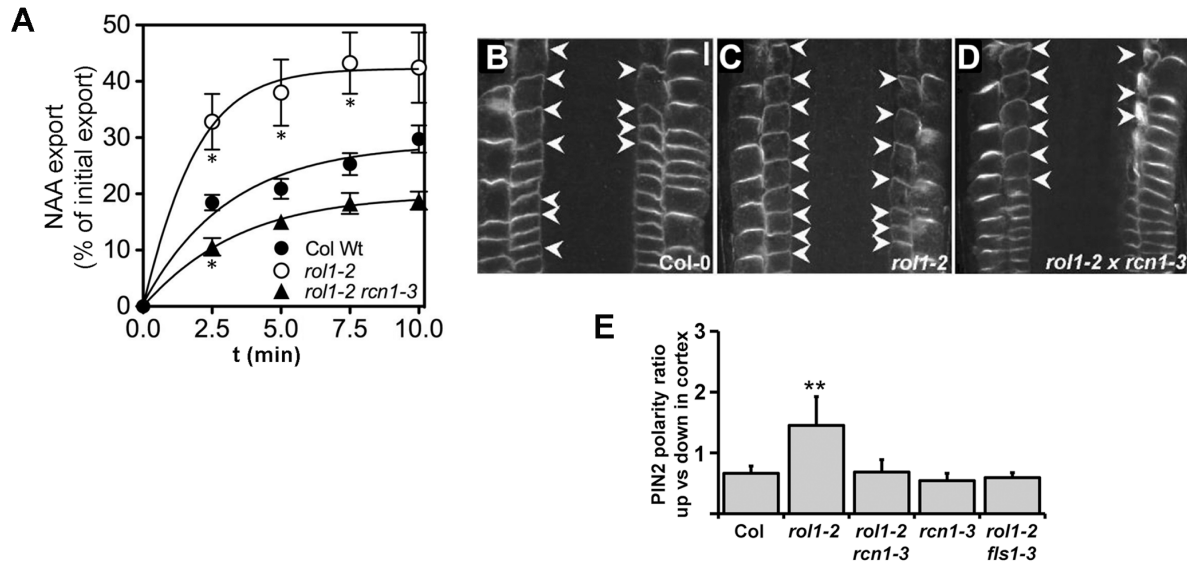 A
NAA export
(% of initial export)
50
40
30
20
10
0
0.0 2.5 5.0 7.5 10.0
t (min)
* * * *
Col Wt
rol1-2
rol1-2 rcn1-3
B
Col-0
C
rol1-2
D
rol1-2 x rcn1-3
E
PIN2 polarity ratio
up vs down in cortex
3
2
1
**
Col rol1-2 rol1-2 rcn1-3 rol1-2
rcn1-3 fls1-3